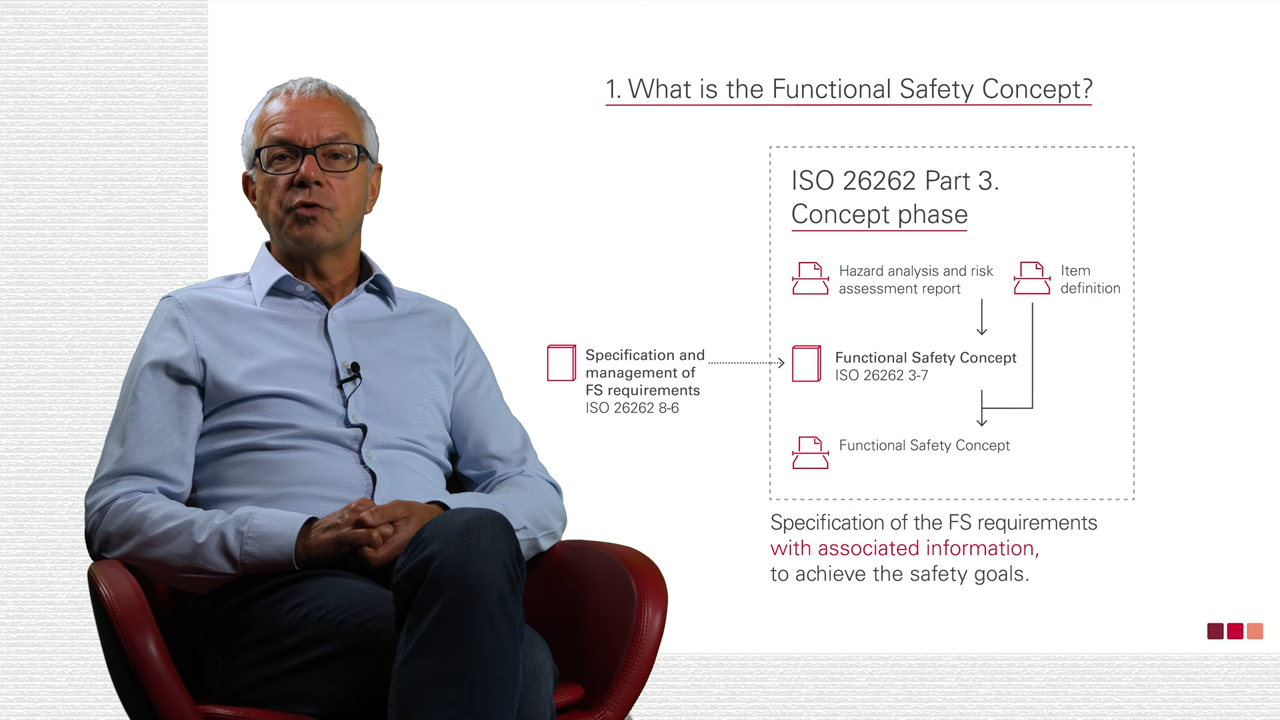 1. What is the Functional Safety Concept?
ISO 26262 Part 3.
Concept phase
Hazard analysis and risk
assessment report
Item
definition
Specification and
management of
FS requirements
ISO 26262 8-6
Functional Safety Concept
ISO 26262 3-7
Functional Safety Concept
Specification of the FS requirements
with associated information,
to achieve the safety goals.